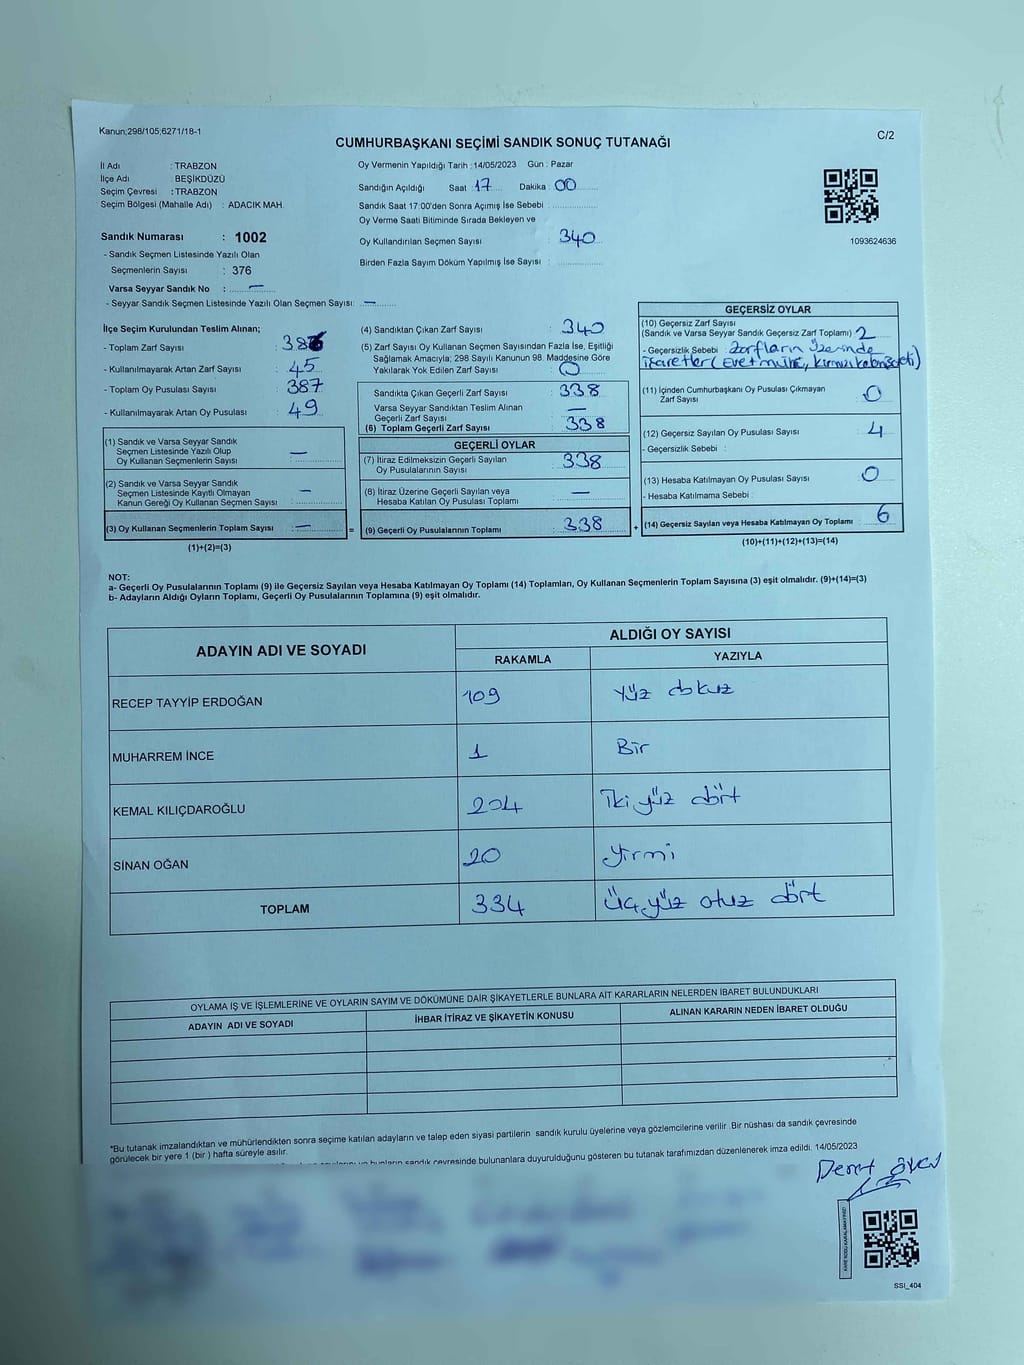 Kanun;298/105;6271/18-1
C/2
CUMHURBAŞKANI SEÇİMİ SANDIK SONUÇ TUTANAĞI
İl Adı : TRABZON
İlçe Adı : BEŞİKDÜZÜ
Seçim Çevresi : TRABZON
Seçim Bölgesi (Mahalle Adı) : ADACIK MAH.
Sandık Numarası : 1002
- Sandık Seçmen Listesinde Yazılı Olan
Seçmenlerin Sayısı : 376
Varsa Seyyar Sandık No : —
- Seyyar Sandık Seçmen Listesinde Yazılı Olan Seçmen Sayısı: —
Oy Vermenin Yapıldığı Tarih : 14/05/2023 Gün : Pazar
Sandığın Açıldığı Saat : 17 Dakika : 00
Sandık Saat 17:00'den Sonra Açımış İse Sebebi :
Oy Verme Saati Bitiminde Sırada Bekleyen ve
Oy Kullandırılan Seçmen Sayısı : 340
Birden Fazla Sayım Döküm Yapılmış İse Sayısı :
1093624636
İlçe Seçim Kurulundan Teslim Alınan;
- Toplam Zarf Sayısı :
- Kullanılmayarak Artan Zarf Sayısı : 45
- Toplam Oy Pusulası Sayısı : 387
- Kullanılmayarak Artan Oy Pusulası : 49
(1) Sandık ve Varsa Seyyar Sandık
Seçmen Listesinde Yazılı Olup
Oy Kullanan Seçmenlerin Sayısı : —
(2) Sandık ve Varsa Seyyar Sandık
Seçmen Listesinde Kayıtlı Olmayan
Kanun Gereği Oy Kullanan Seçmen Sayısı : —
(3) Oy Kullanan Seçmenlerin Toplam Sayısı : —
(1)+(2)=(3)
=
(4) Sandıktan Çıkan Zarf Sayısı : 340
(5) Zarf Sayısı Oy Kullanan Seçmen Sayısından Fazla İse, Eşitliği
Sağlamak Amacıyla; 298 Sayılı Kanunun 98. Maddesine Göre
Yakılarak Yok Edilen Zarf Sayısı : 0
Sandıkta Çıkan Geçerli Zarf Sayısı : 338
Varsa Seyyar Sandıktan Teslim Alınan
Geçerli Zarf Sayısı : —
(6) Toplam Geçerli Zarf Sayısı : 338
GEÇERLİ OYLAR
(7) İtiraz Edilmeksizin Geçerli Sayılan
Oy Pusulalarının Sayısı : 338
(8) İtiraz Üzerine Geçerli Sayılan veya
Hesaba Katılan Oy Pusulası Toplamı : —
(9) Geçerli Oy Pusulalarının Toplamı : 338
+
GEÇERSİZ OYLAR
(10) Geçersiz Zarf Sayısı
(Sandık ve Varsa Seyyar Sandık Geçersiz Zarf Toplamı) : 2
- Geçersizlik Sebebi : Zarfların üzerinde
işaretler (Evet mührü, kırmızı
(11) İçinden Cumhurbaşkanı Oy Pusulası Çıkmayan
Zarf Sayısı : 0
(12) Geçersiz Sayılan Oy Pusulası Sayısı : 4
- Geçersizlik Sebebi :
(13) Hesaba Katılmayan Oy Pusulası Sayısı : 0
- Hesaba Katılmama Sebebi :
(14) Geçersiz Sayılan veya Hesaba Katılmayan Oy Toplamı : 6
(10)+(11)+(12)+(13)=(14)
NOT:
a- Geçerli Oy Pusulalarının Toplamı (9) ile Geçersiz Sayılan veya Hesaba Katılmayan Oy Toplamı (14) Toplamları, Oy Kullanan Seçmenlerin Toplam Sayısına (3) eşit olmalıdır. (9)+(14)=(3)
b- Adayların Aldığı Oyların Toplamı, Geçerli Oy Pusulalarının Toplamına (9) eşit olmalıdır.
ADAYIN ADI VE SOYADI
ALDIĞI OY SAYISI
RAKAMLA YAZIYLA
RECEP TAYYİP ERDOĞAN 109 Yüz dokuz
MUHARREM İNCE 1 Bir
KEMAL KILIÇDAROĞLU 204 İki yüz dört
SİNAN OĞAN 20 yirmi
TOPLAM 334 üç yüz otuz dört
OYLAMA İŞ VE İŞLEMLERİNE VE OYLARIN SAYIM VE DÖKÜMÜNE DAİR ŞİKAYETLERLE BUNLARA AİT KARARLARIN NELERDEN İBARET BULUNDUKLARI
ADAYIN ADI VE SOYADI İHBAR İTİRAZ VE ŞİKAYETİN KONUSU ALINAN KARARIN NEDEN İBARET OLDUĞU
*Bu tutanak imzalandıktan ve mühürlendikten sonra seçime katılan adayların ve talep eden siyasi partilerin sandık kurulu üyelerine veya gözlemcilerine verilir. Bir nüshası da sandık çevresinde
görülecek bir yere 1 (bir ) hafta süreyle asılır.
bunların sandık çevresinde bulunanlara duyurulduğunu gösteren bu tutanak tarafımızdan düzenlenerek imza edildi. 14/05/2023
KARE KODU KARALAMAYINIZ!
SSI_404